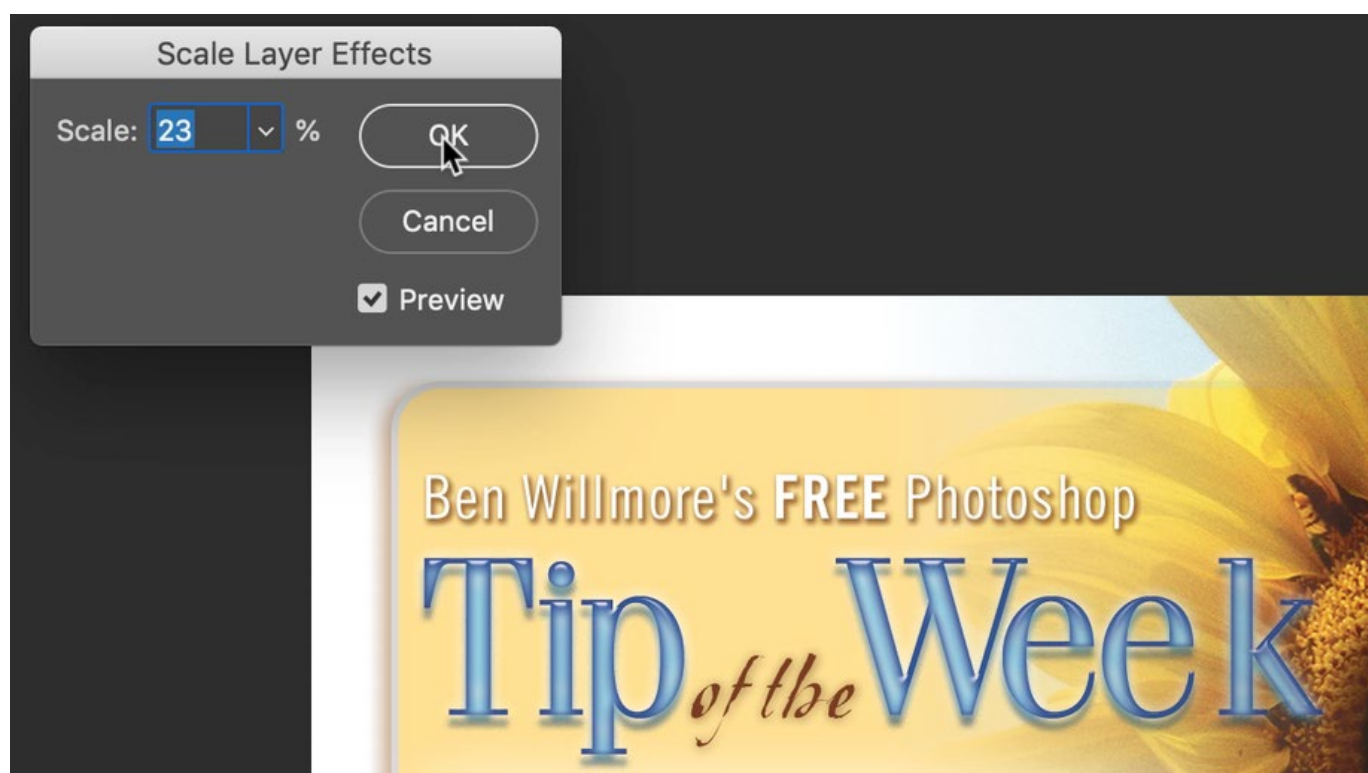 Scale Layer Effects
Scale: 23 %
OK
Cancel
Preview
Ben Willmore's FREE Photoshop
Tip of the Week